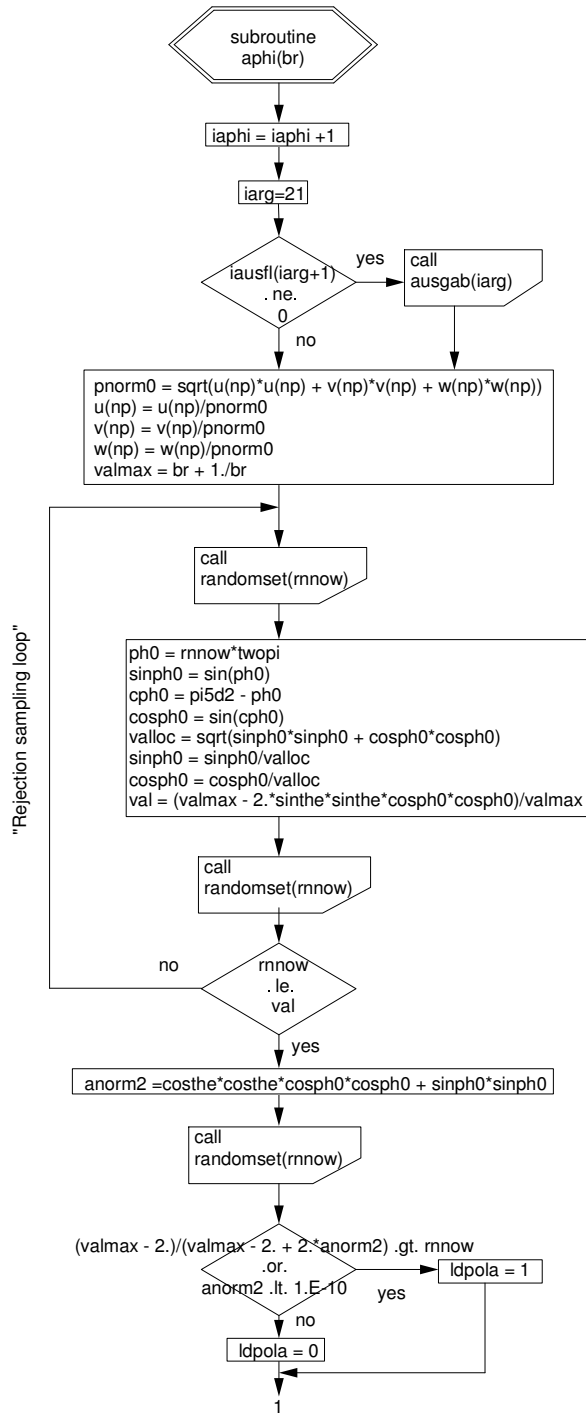 subroutine
aphi(br)
iaphi = iaphi +1
iarg=21
iausfl(iarg+1)
. ne.
0
yes
call
ausgab(iarg)
no
pnorm0 = sqrt(u(np)*u(np) + v(np)*v(np) + w(np)*w(np))
u(np) = u(np)/pnorm0
v(np) = v(np)/pnorm0
w(np) = w(np)/pnorm0
valmax = br + 1./br
call
randomset(rnnow)
"Rejection sampling loop"
ph0 = rnnow*twopi
sinph0 = sin(ph0)
cph0 = pi5d2 - ph0
cosph0 = sin(cph0)
valloc = sqrt(sinph0*sinph0 + cosph0*cosph0)
sinph0 = sinph0/valloc
cosph0 = cosph0/valloc
val = (valmax - 2.*sinthe*sinthe*cosph0*cosph0)/valmax
call
randomset(rnnow)
no
rnnow
. le.
val
yes
anorm2 =costhe*costhe*cosph0*cosph0 + sinph0*sinph0
call
randomset(rnnow)
(valmax - 2.)/(valmax - 2. + 2.*anorm2) .gt. rnnow
.or.
anorm2 .lt. 1.E-10
yes
ldpola = 1
no
ldpola = 0
1